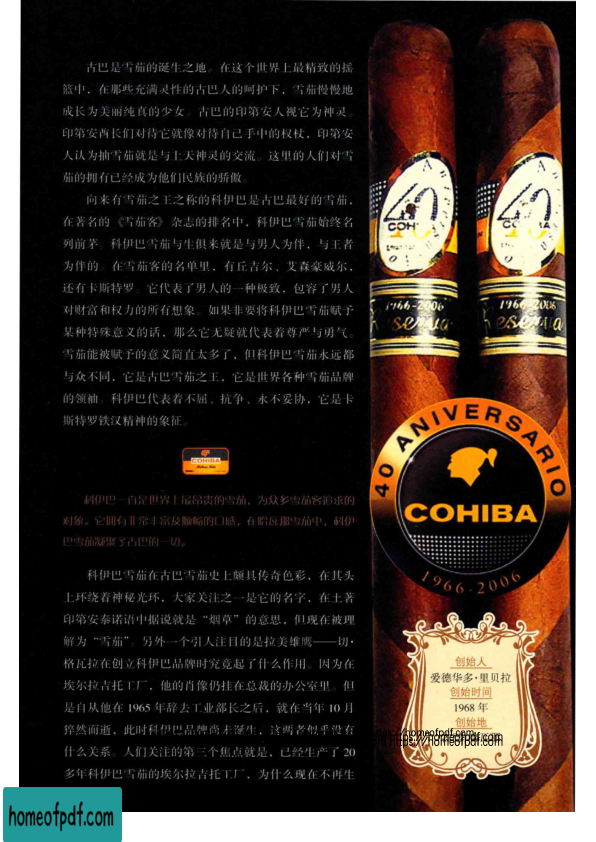 古巴是雪茄的诞生之地。在这个世界上最精致的摇
篮中，在那些充满灵性的古巴人的呵护下，雪茄慢慢地
成长为美丽纯真的少女。古巴的印第安人视它为神灵。
印第安酋长们对待它就像对待自己手中的权杖，印第安
人认为抽雪茄就是与上天神灵的交流。这里的人们对雪
茄的拥有已经成为他们民族的骄傲。
向来有雪茄之王之称的科伊巴是古巴最好的雪茄，
在著名的《雪茄客》杂志的排名中，科伊巴雪茄始终名
列前茅。科伊巴雪茄与生俱来就是与男人为伴，与王者
为伴的。在雪茄客的名单里，有丘吉尔、艾森豪威尔，
还有卡斯特罗。它代表了男人的一种极致，包容了男人
对财富和权力的所有想象。如果非要将科伊巴雪茄赋予
某种特殊意义的话，那么它无疑就代表着尊严与勇气。
雪茄能被赋予的意义简直太多了，但科伊巴雪茄永远都
与众不同，它是古巴雪茄之王，它是世界各种雪茄品牌
的领袖。科伊巴代表着不屈、抗争、永不妥协，它是卡
斯特罗铁汉精神的象征。
COHIBA
科伊巴一直是世界上最昂贵的雪茄，为众多雪茄客追求的
对象。它拥有非常丰富及顺畅的口感，在哈瓦那雪茄中，科伊
巴雪茄凝聚了古巴的一切。
科伊巴雪茄在古巴雪茄史上颇具传奇色彩，在其头
上环绕着神秘光环，大家关注之一是它的名字，在土著
印第安泰诺语中据说就是“烟草”的意思，但现在被理
解为“雪茄”。另外一个引人注目的是拉美雄鹰——切·
格瓦拉在创立科伊巴品牌时究竟起了什么作用。因为在
埃尔拉吉托工厂，他的肖像仍挂在总裁的办公室里。但
是自从他在 1965 年辞去工业部长之后，就在当年 10 月
猝然而逝，此时科伊巴品牌尚未诞生，这两者似乎没有
什么关系。人们关注的第三个焦点就是，已经生产了 20
多年科伊巴雪茄的埃尔拉吉托工厂，为什么现在不再生
40
1966-2006
Reserva
40
1966-2006
Reserva
40 ANIVERSARIO
COHIBA
1966-2006
创始人
爱德华多·里贝拉
创始时间
1968 年
创始地
https://homeofpdf.com
homeofpdf.com